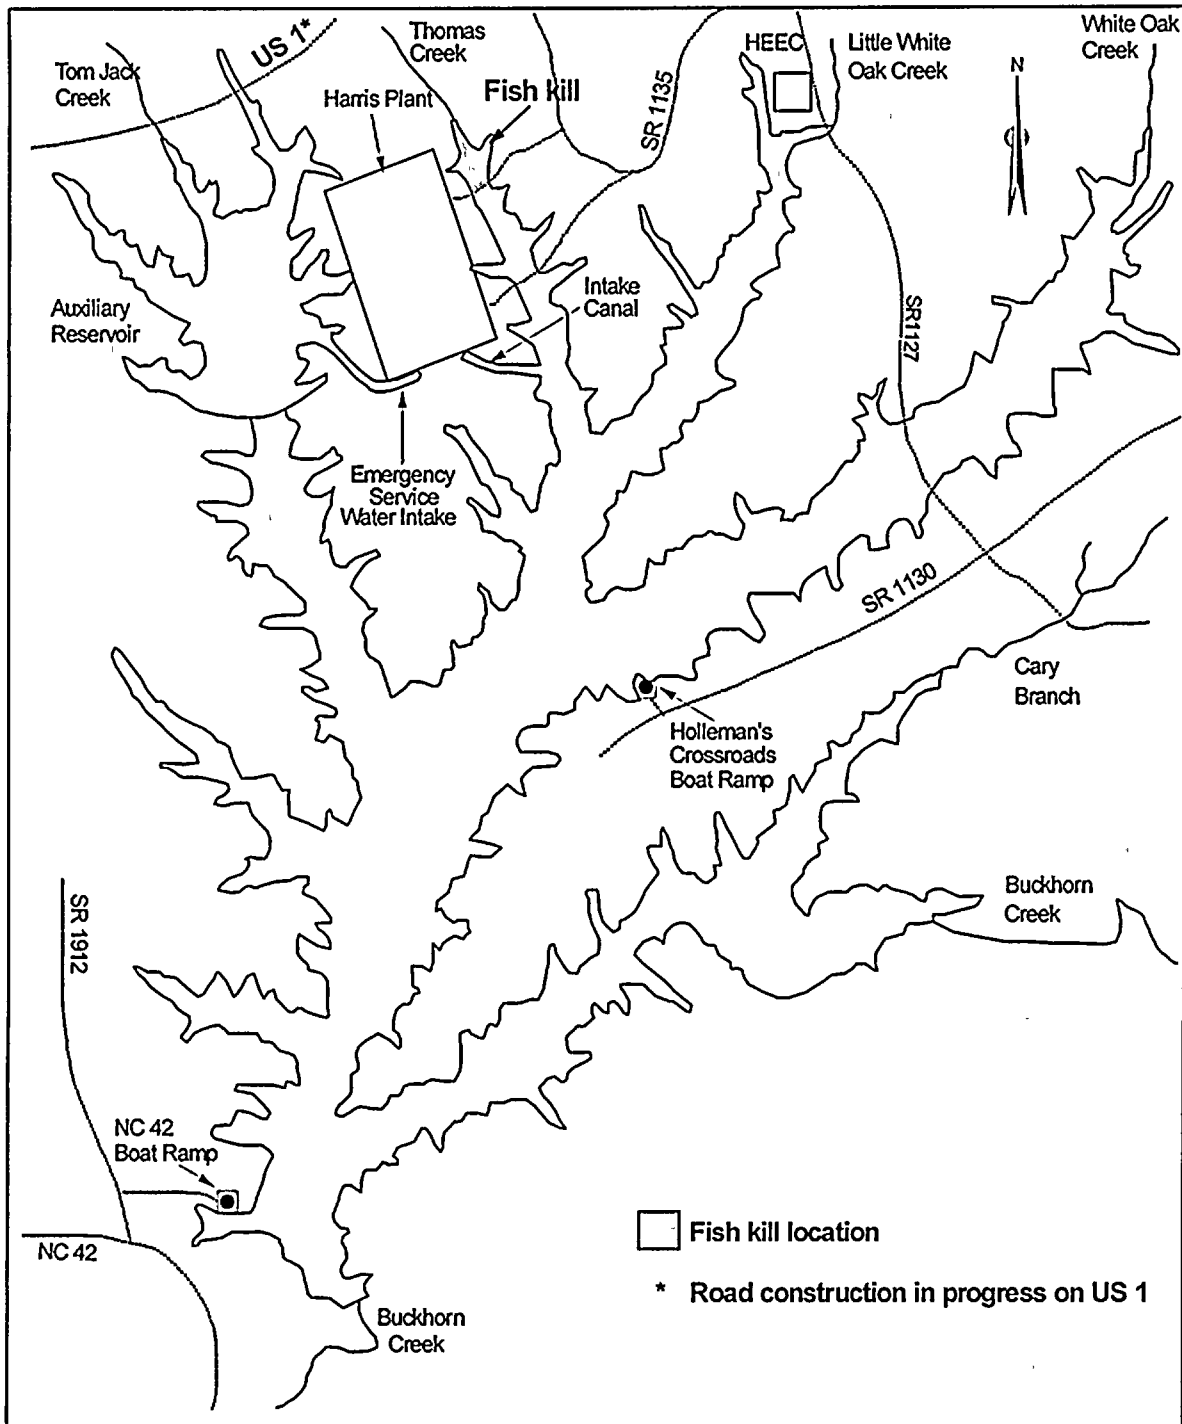 US 1*
Thomas
Creek
HEEC
Little White
Oak Creek
White Oak
Creek
Tom Jack
Creek
Harris Plant
Fish kill
SR 1135
N
Auxiliary
Reservoir
Intake
Canal
SR1127
Emergency
Service
Water Intake
SR 1130
Cary
Branch
Holleman's
Crossroads
Boat Ramp
SR 1912
Buckhorn
Creek
NC 42
Boat Ramp
NC 42
Fish kill location
* Road construction in progress on US 1
Buckhorn
Creek